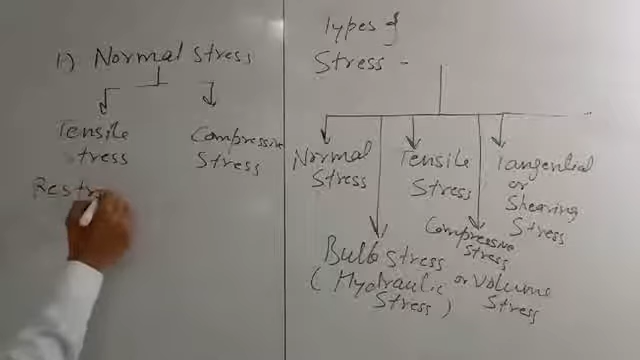 1) Normal Stress
Tensile
Stress
Compressive
Stress
Restr
Types of
Stress -
Normal
Stress
Tensile
Stress
Tangential
or
Shearing
Stress
Compressive
Stress
Bulk Stress
(Hydraulic or Volume
Stress) Stress